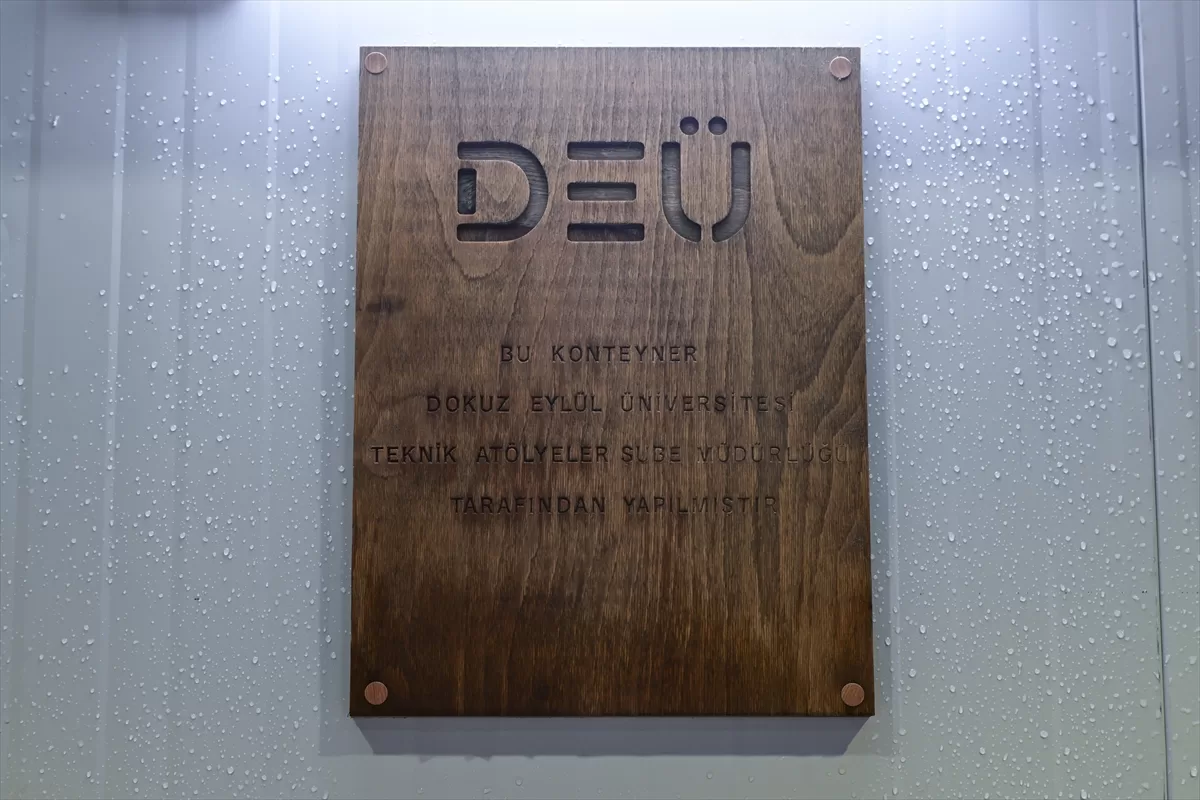 DEÜ
BU KONTEYNER
DOKUZ EYLÜL ÜNİVERSİTESİ
TEKNİK ATÖLYELER ŞUBE MÜDÜRLÜĞÜ
TARAFINDAN YAPILMIŞTIR